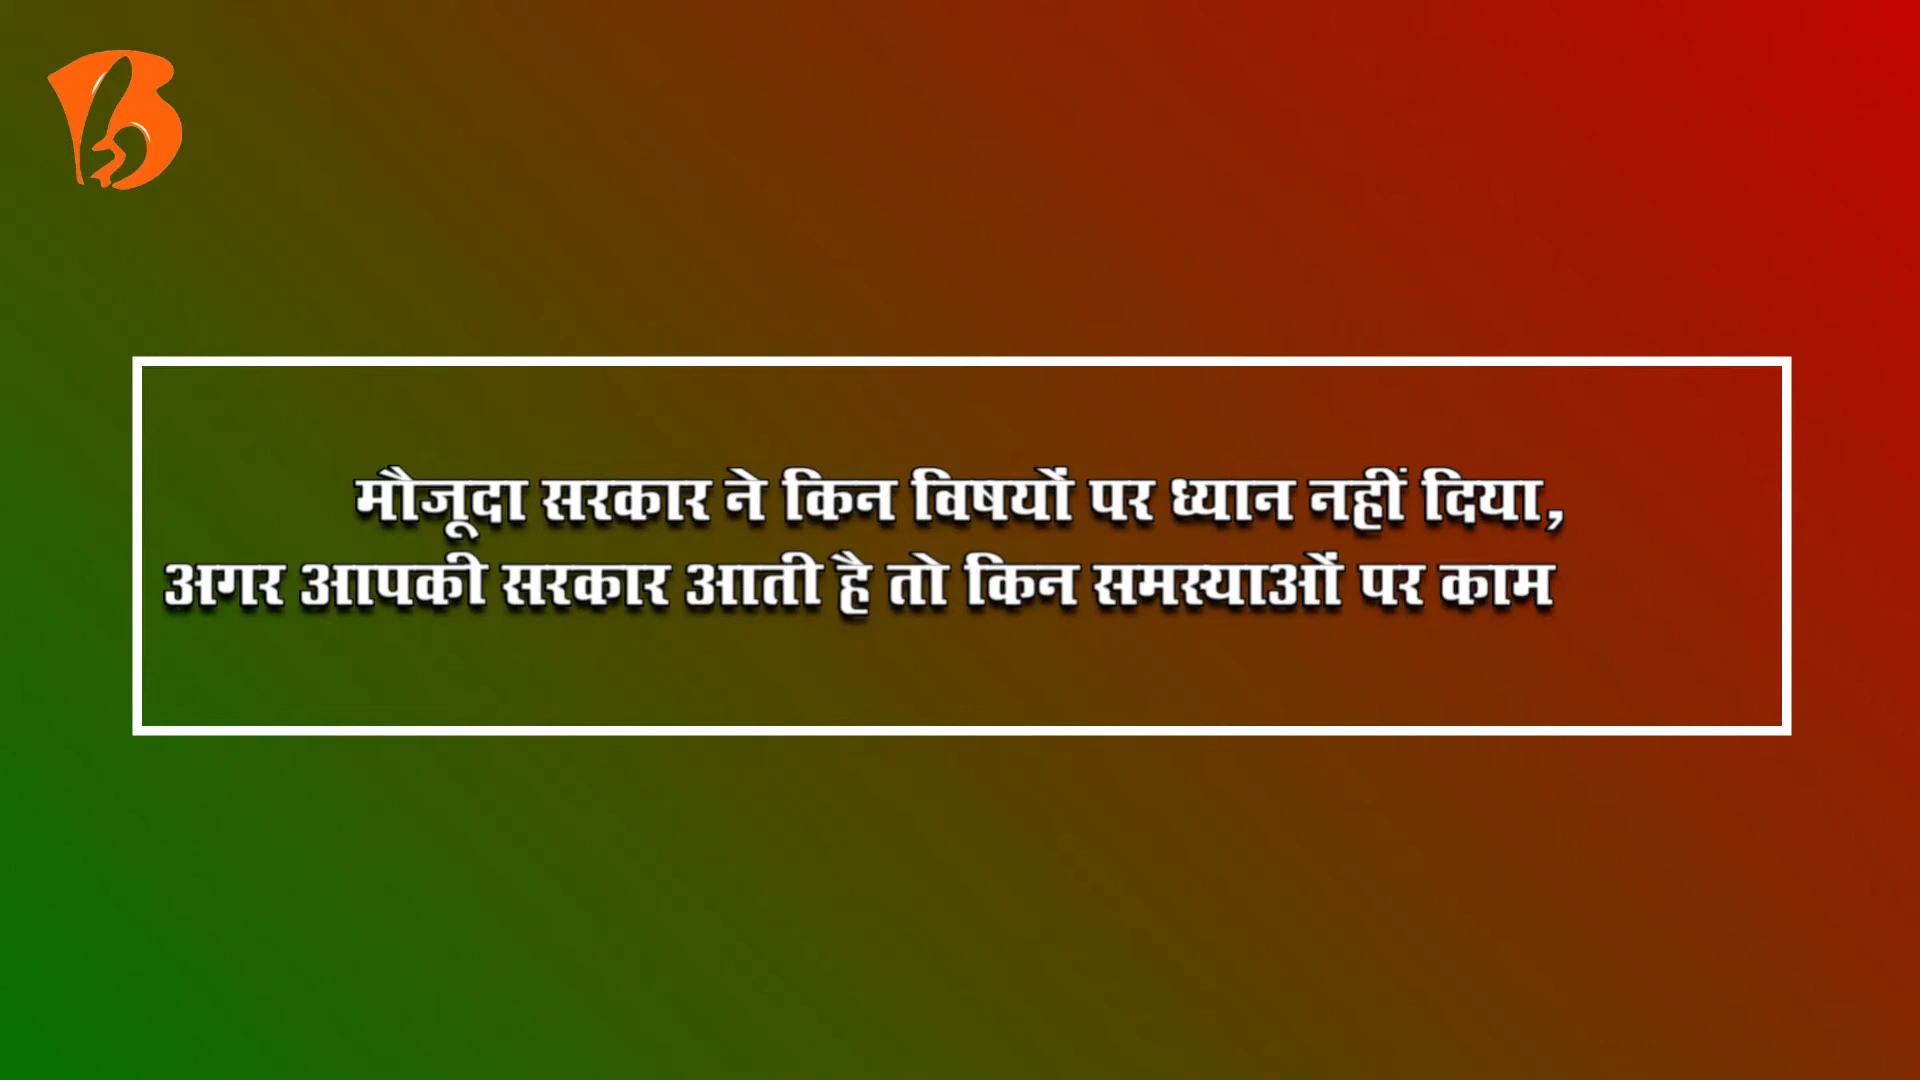 मौजूदा सरकार ने किन विषयों पर ध्यान नहीं दिया,
अगर आपकी सरकार आती है तो किन समस्याओं पर काम